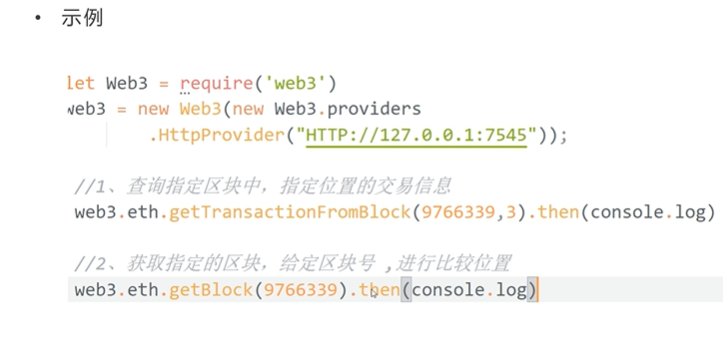 • 示例
let Web3 = require('web3')
web3 = new Web3(new Web3.providers
.HttpProvider("HTTP://127.0.0.1:7545"));
//1、查询指定区块中，指定位置的交易信息
web3.eth.getTransactionFromBlock(9766339,3).then(console.log)
//2、获取指定的区块，给定区块号 ,进行比较位置
web3.eth.getBlock(9766339).then(console.log)